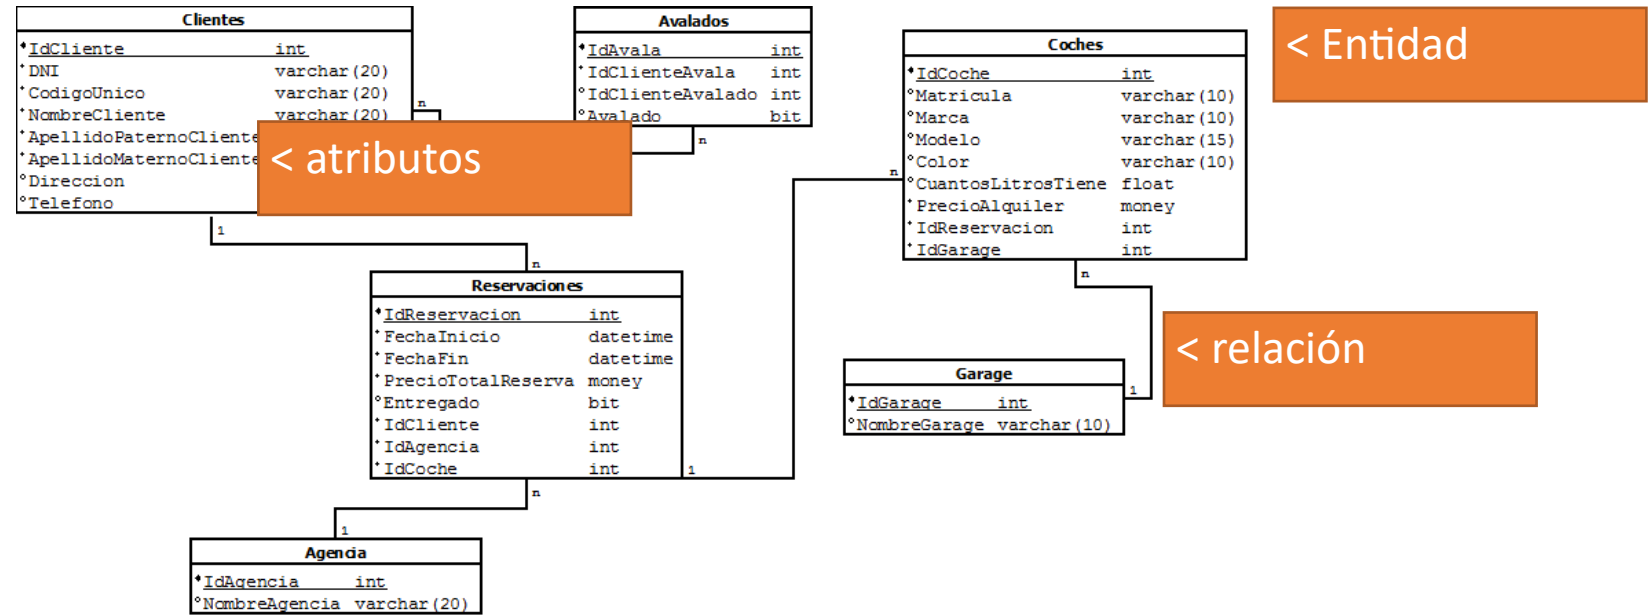 Clientes
IdCliente int
DNI varchar(20)
CodigoUnico varchar(20)
NombreCliente varchar(20)
ApellidoPaternoCliente
ApellidoMaternoCliente
Direccion
Telefono
n
1
< atributos
Avalados
IdAvala int
IdClienteAvala int
IdClienteAvalado int
Avalado bit
n
Coches
IdCoche int
Matricula varchar(10)
Marca varchar(10)
Modelo varchar(15)
Color varchar(10)
CuantosLitrosTiene float
PrecioAlquiler money
IdReservacion int
IdGarage int
n
n
< Entidad
n
Reservaciones
IdReservacion int
FechaInicio datetime
FechaFin datetime
PrecioTotalReserva money
Entregado bit
IdCliente int
IdAgencia int
IdCoche int
1
n
< relación
Garage
IdGarage int
NombreGarage varchar(10)
1
1
Agencia
IdAgencia int
NombreAgencia varchar(20)